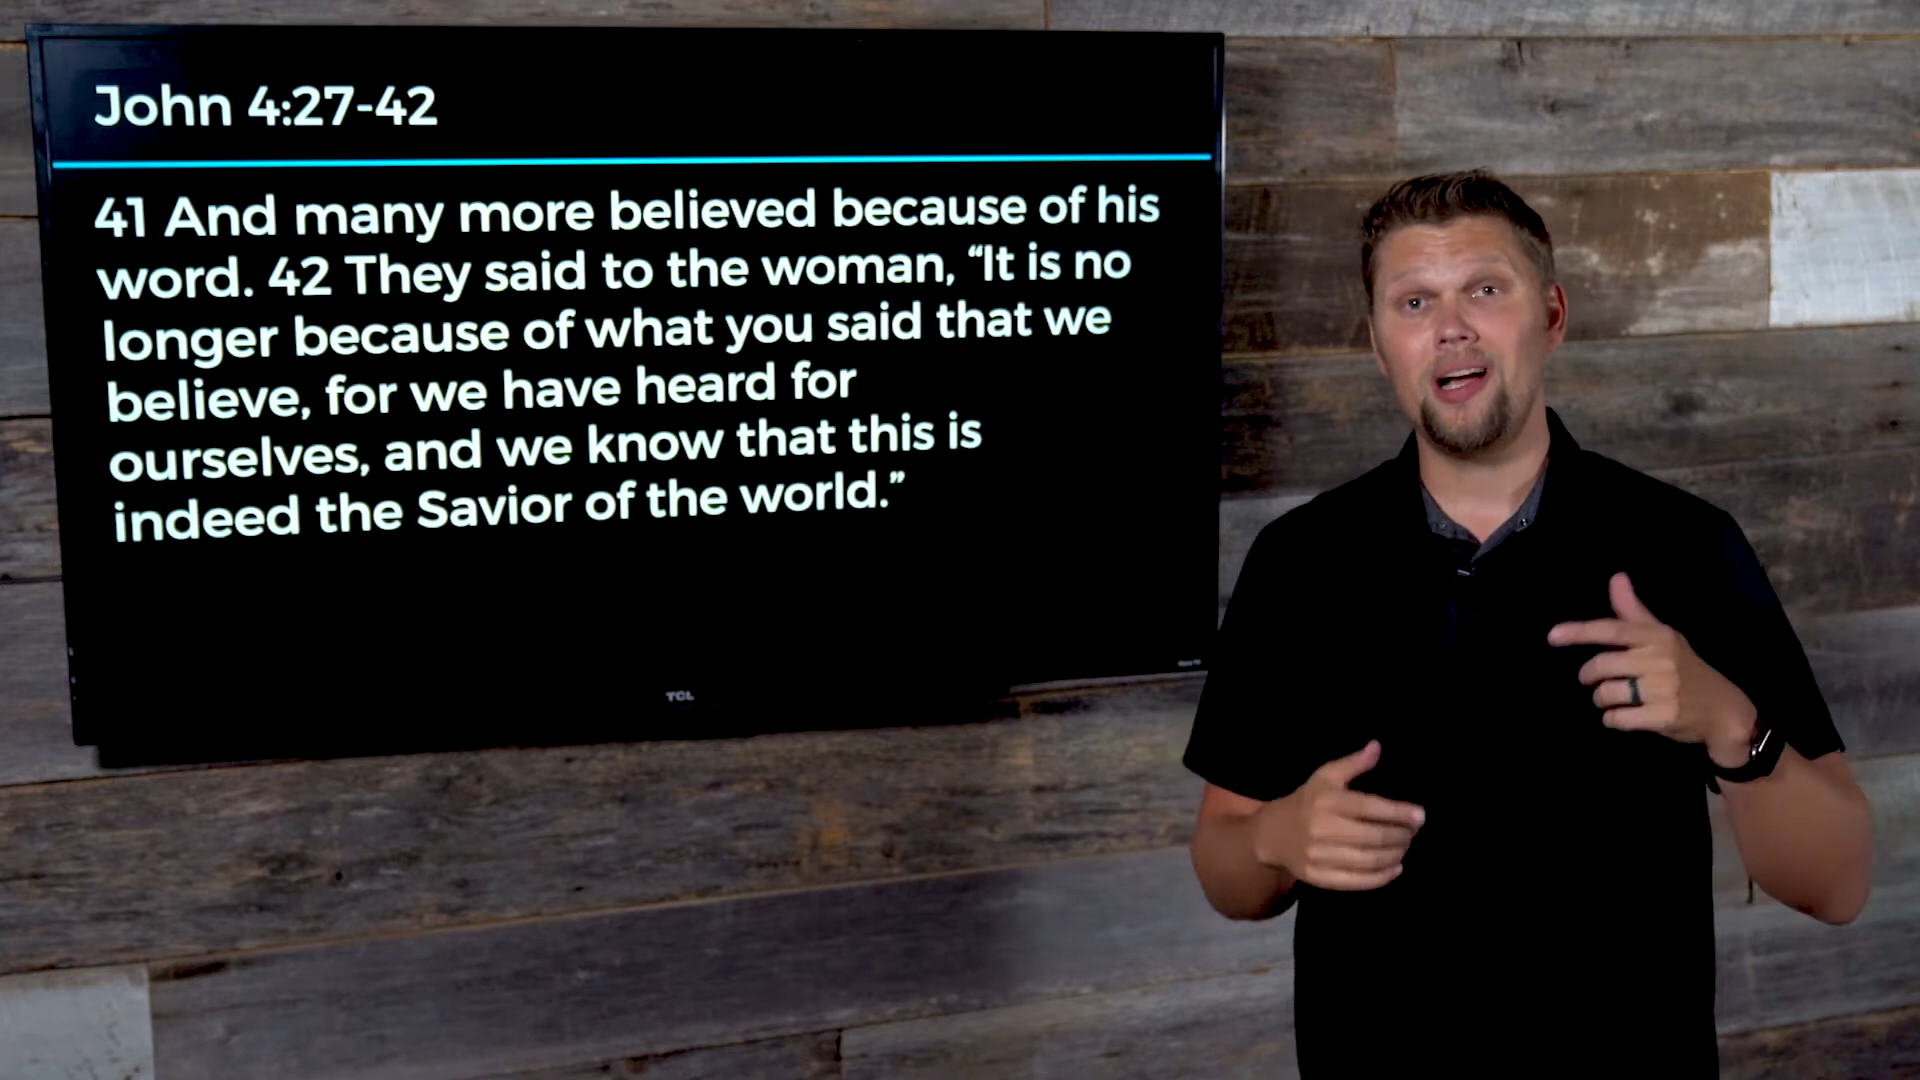 John 4:27-42
41 And many more believed because of his
word. 42 They said to the woman, “It is no
longer because of what you said that we
believe, for we have heard for
ourselves, and we know that this is
indeed the Savior of the world.”
TCL